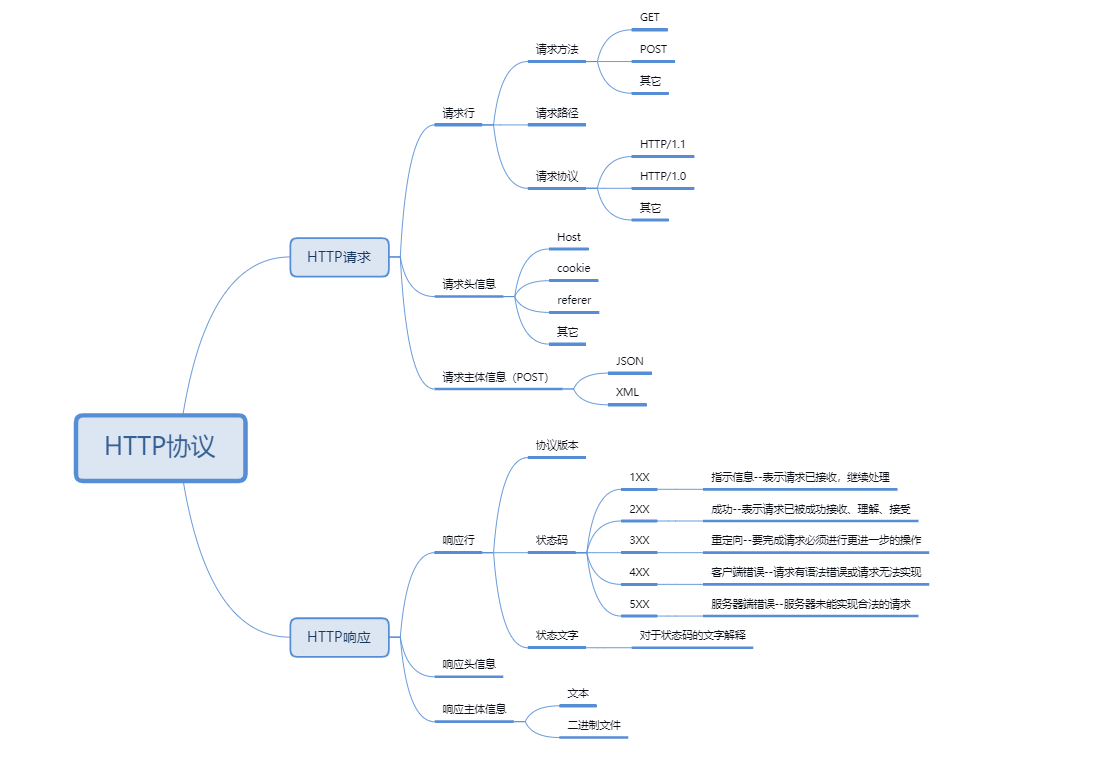 HTTP协议
HTTP请求
请求行
请求方法
GET
POST
其它
请求路径
请求协议
HTTP/1.1
HTTP/1.0
其它
请求头信息
Host
cookie
referer
其它
请求主体信息（POST）
JSON
XML
HTTP响应
响应行
协议版本
状态码
1XX
指示信息--表示请求已接收，继续处理
2XX
成功--表示请求已被成功接收、理解、接受
3XX
重定向--要完成请求必须进行更进一步的操作
4XX
客户端错误--请求有语法错误或请求无法实现
5XX
服务器端错误--服务器未能实现合法的请求
状态文字
对于状态码的文字解释
响应头信息
响应主体信息
文本
二进制文件